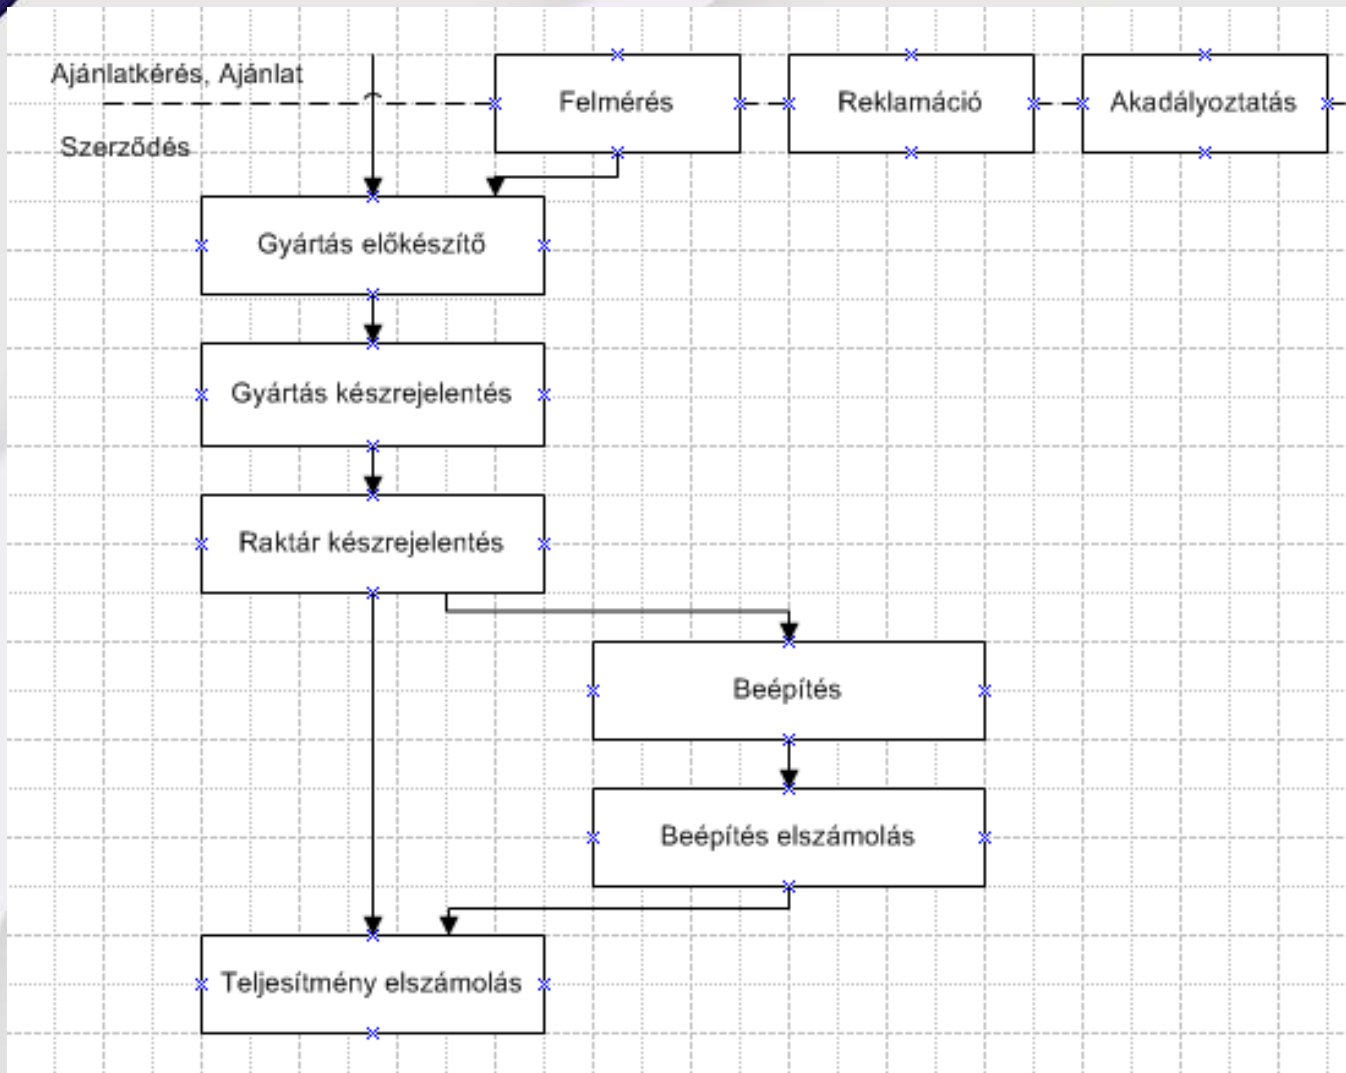 Ajánlatkérés, Ajánlat
Felmérés
Reklamáció
Akadályoztatás
Szerződés
Gyártás előkészítő
Gyártás készrejelentés
Raktár készrejelentés
Beépítés
Beépítés elszámolás
Teljesítmény elszámolás